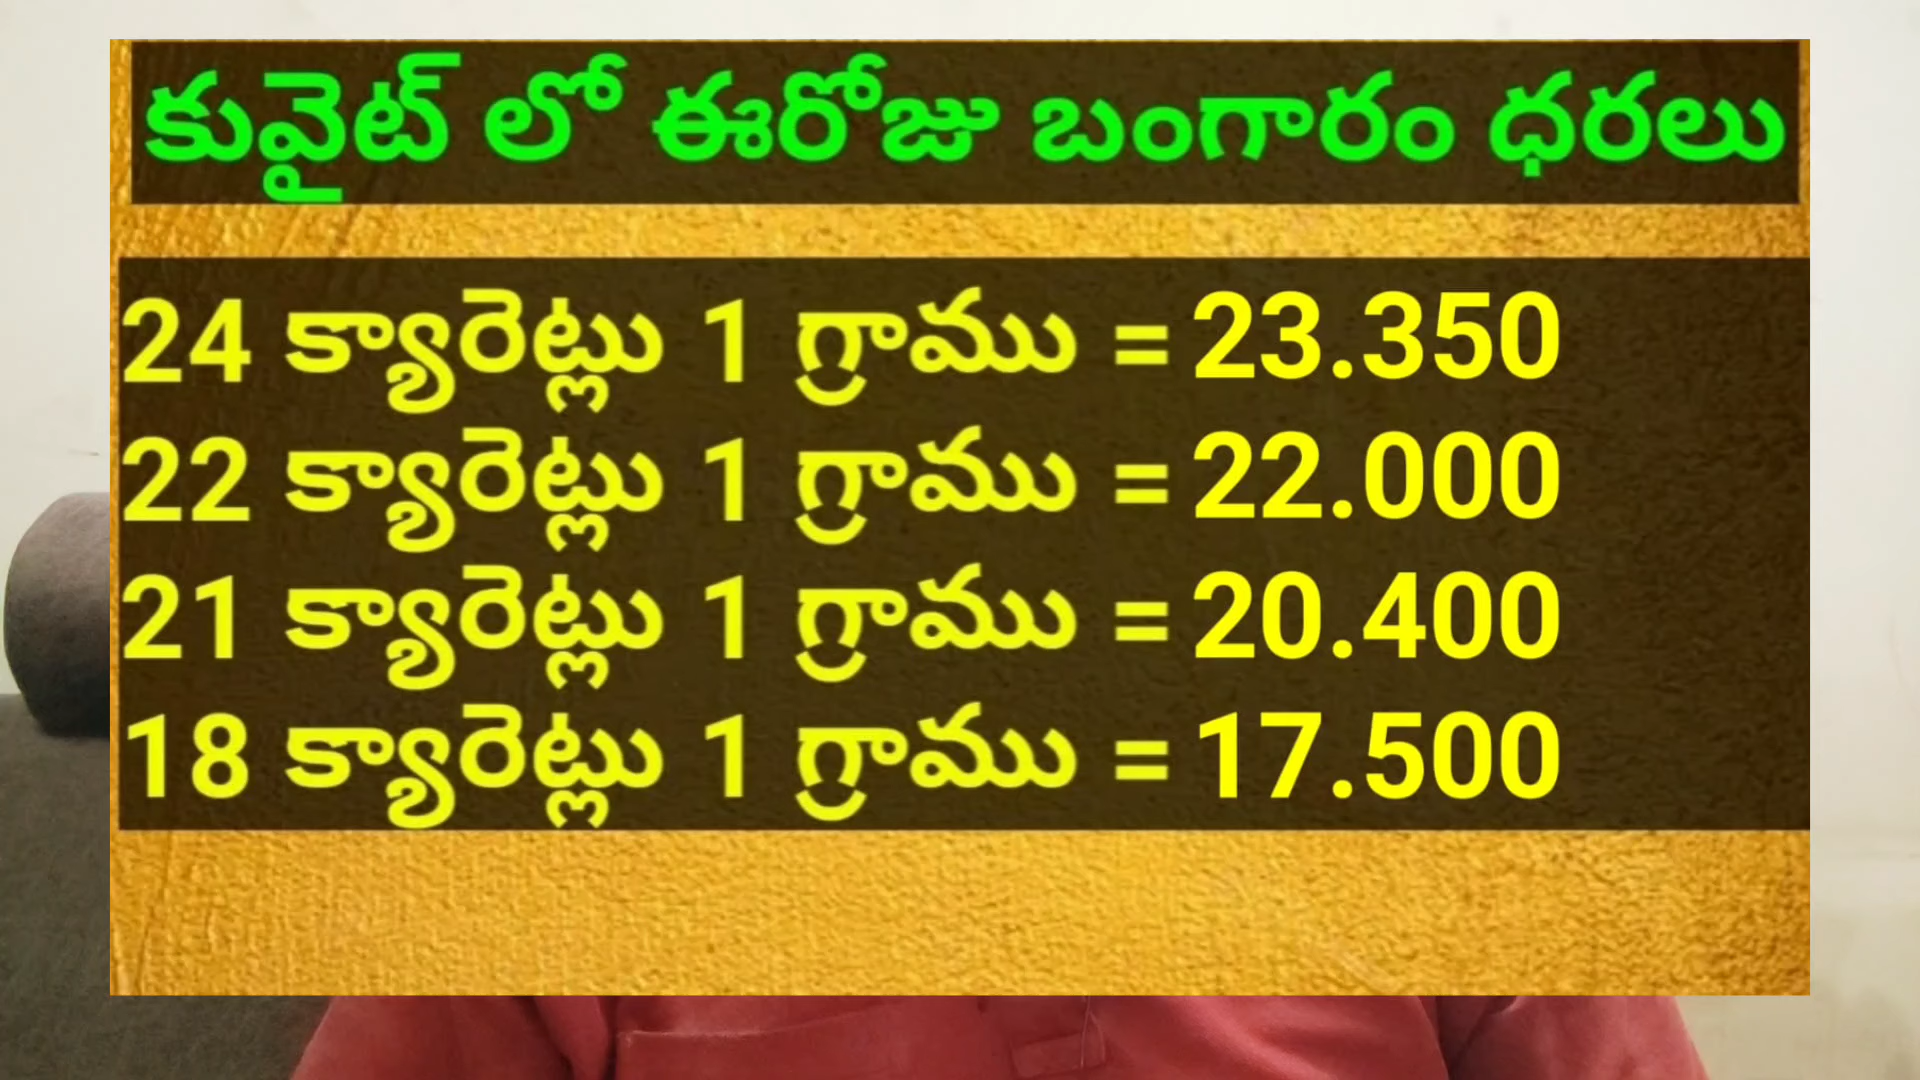 కువైట్ లో ఈరోజు బంగారం ధరలు
24 క్యారెట్లు 1 గ్రాము = 23.350
22 క్యారెట్లు 1 గ్రాము = 22.000
21 క్యారెట్లు 1 గ్రాము = 20.400
18 క్యారెట్లు 1 గ్రాము = 17.500